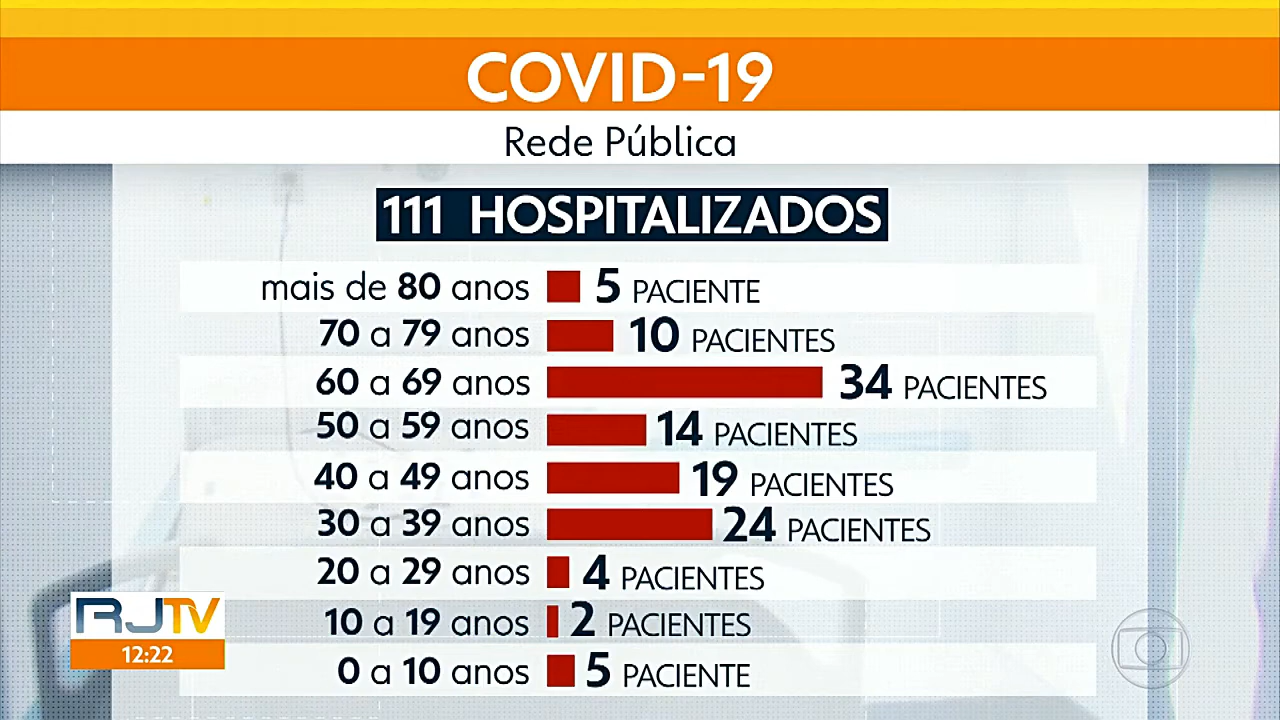 COVID-19
Rede Pública
111 HOSPITALIZADOS
mais de 80 anos 5 PACIENTE
70 a 79 anos 10 PACIENTES
60 a 69 anos 34 PACIENTES
50 a 59 anos 14 PACIENTES
40 a 49 anos 19 PACIENTES
30 a 39 anos 24 PACIENTES
20 a 29 anos 4 PACIENTES
10 a 19 anos 2 PACIENTES
0 a 10 anos 5 PACIENTE
RJTV
12:22